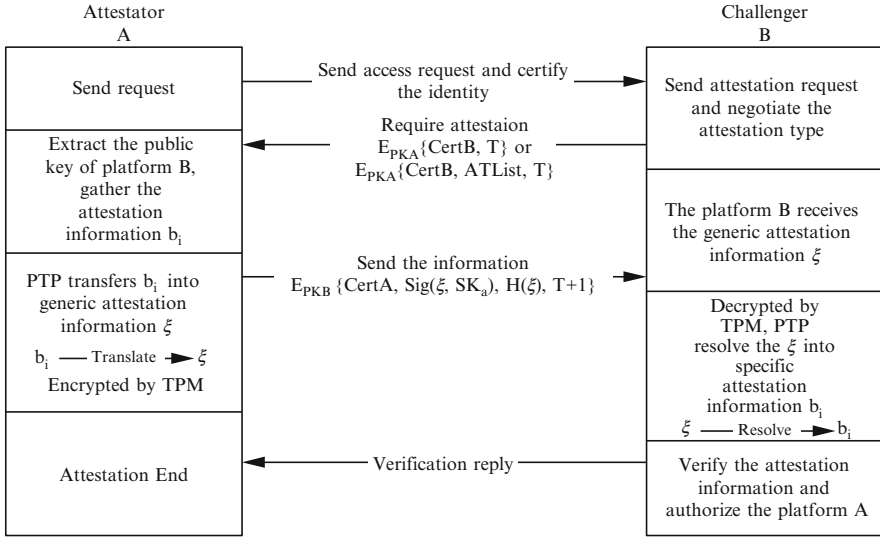 Attestator
A
Challenger
B
Send request
Send access request and certify
the identity
Send attestation request
and negotiate the
attestation type
Require attestaion
E_PKA{CertB, T} or
E_PKA{CertB, ATList, T}
Extract the public
key of platform B,
gather the
attestation
information b_i
The platform B receives
the generic attestation
information ξ
Send the information
E_PKB {CertA, Sig(ξ, SK_a), H(ξ), T+1}
PTP transfers b_i into
generic attestation
information ξ
b_i Translate ξ
Encrypted by TPM
Decrypted by
TPM, PTP
resolve the ξ into
specific
attestation
information b_i
ξ Resolve b_i
Attestation End
Verification reply
Verify the attestation
information and
authorize the platform A